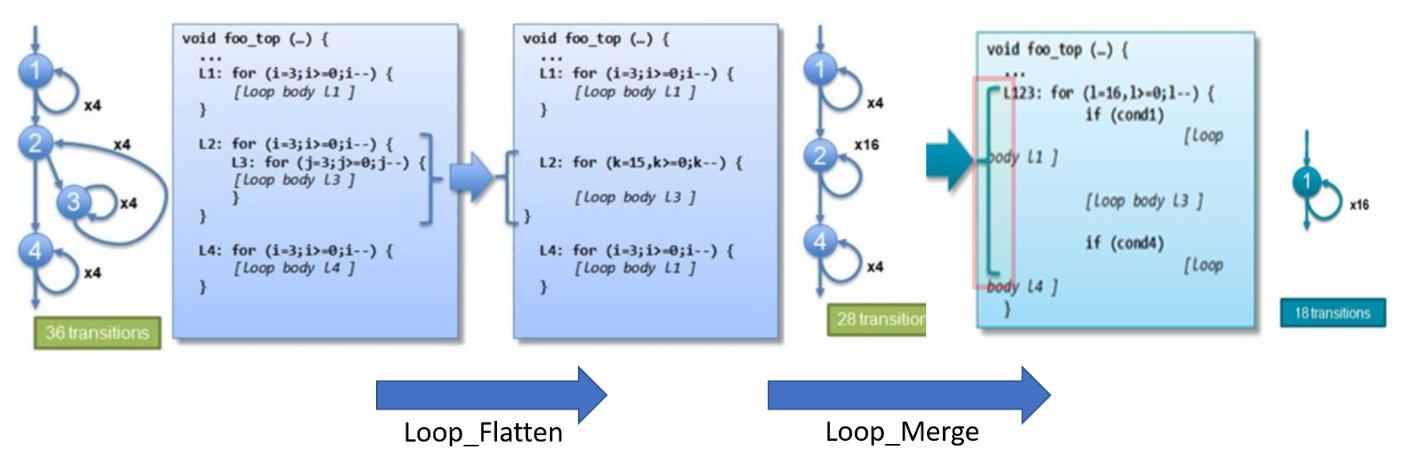 1
x4
2
x4
3
x4
4
x4
36 transitions
void foo_top (…) {
...
L1: for (i=3;i>=0;i--) {
[Loop body L1 ]
}
L2: for (i=3;i>=0;i--) {
L3: for (j=3;j>=0;j--) {
[Loop body L3 ]
}
}
L4: for (i=3;i>=0;i--) {
[Loop body L4 ]
}
void foo_top (…) {
...
L1: for (i=3;i>=0;i--) {
[Loop body L1 ]
}
L2: for (k=15,k>=0;k--) {
[Loop body L3 ]
}
L4: for (i=3;i>=0;i--) {
[Loop body L1 ]
}
1
x4
2
x16
4
x4
28 transition
void foo_top (…) {
...
L123: for (l=16,l>=0;l--) {
if (cond1)
[Loop
body L1 ]
[Loop body L3 ]
if (cond4)
[Loop
body L4 ]
}
1
x16
18 transitions
Loop_Flatten
Loop_Merge